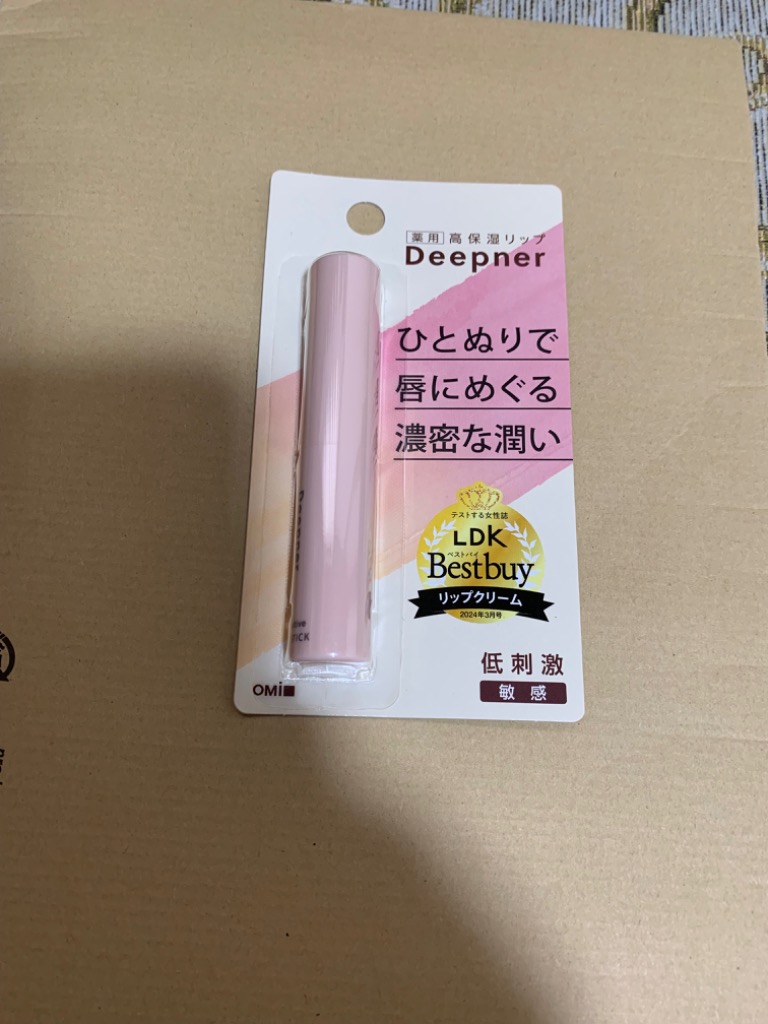 薬用 高保湿リップ
Deepner
ひとぬりで
唇にめぐる
濃密な潤い
テストする女性誌
LDK
ベストバイ
Best buy
リップクリーム
2024年3月号
低刺激
敏感
Deepner
OMi